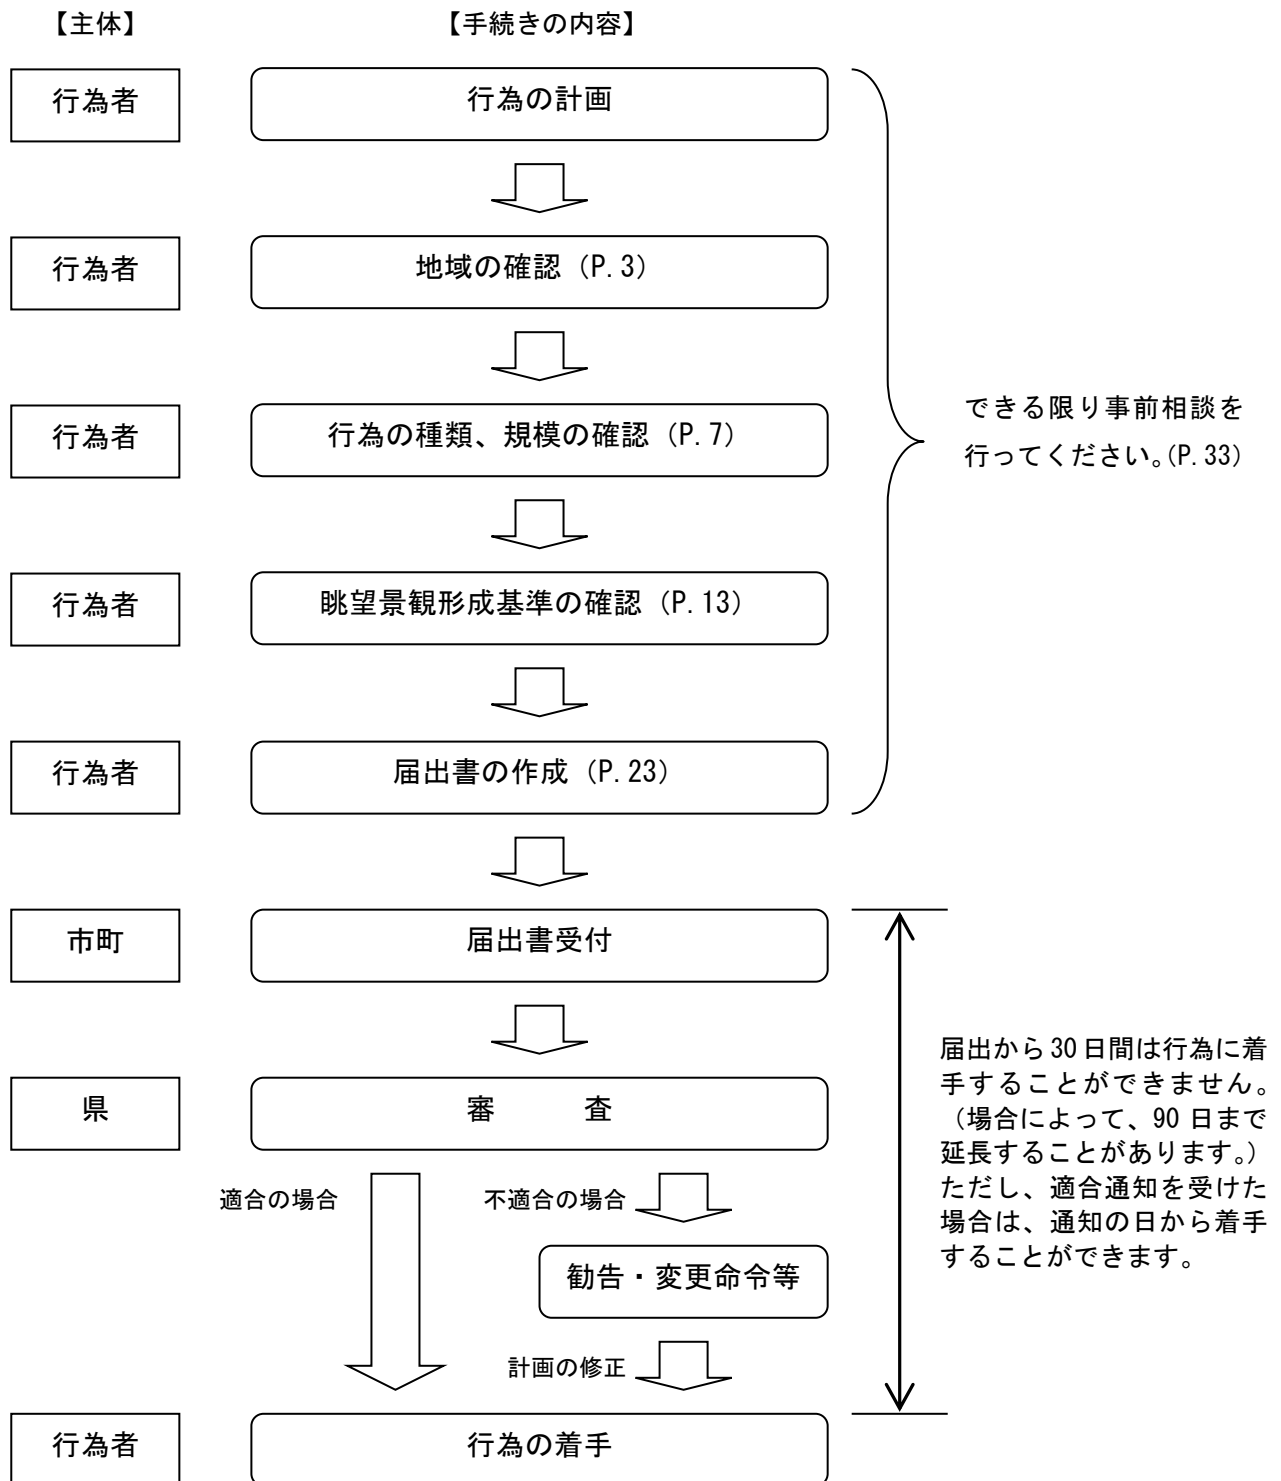 【主体】 【手続きの内容】
行為者 行為の計画
行為者 地域の確認（P.3）
行為者 行為の種類、規模の確認（P.7）
できる限り事前相談を
行ってください。（P.33）
行為者 眺望景観形成基準の確認（P.13）
行為者 届出書の作成（P.23）
市町 届出書受付
県 審　　　査
届出から30日間は行為に着
手することができません。
（場合によって、90日まで
延長することがあります。）
ただし、適合通知を受けた
場合は、通知の日から着手
することができます。
適合の場合 不適合の場合
勧告・変更命令等
計画の修正
行為者 行為の着手